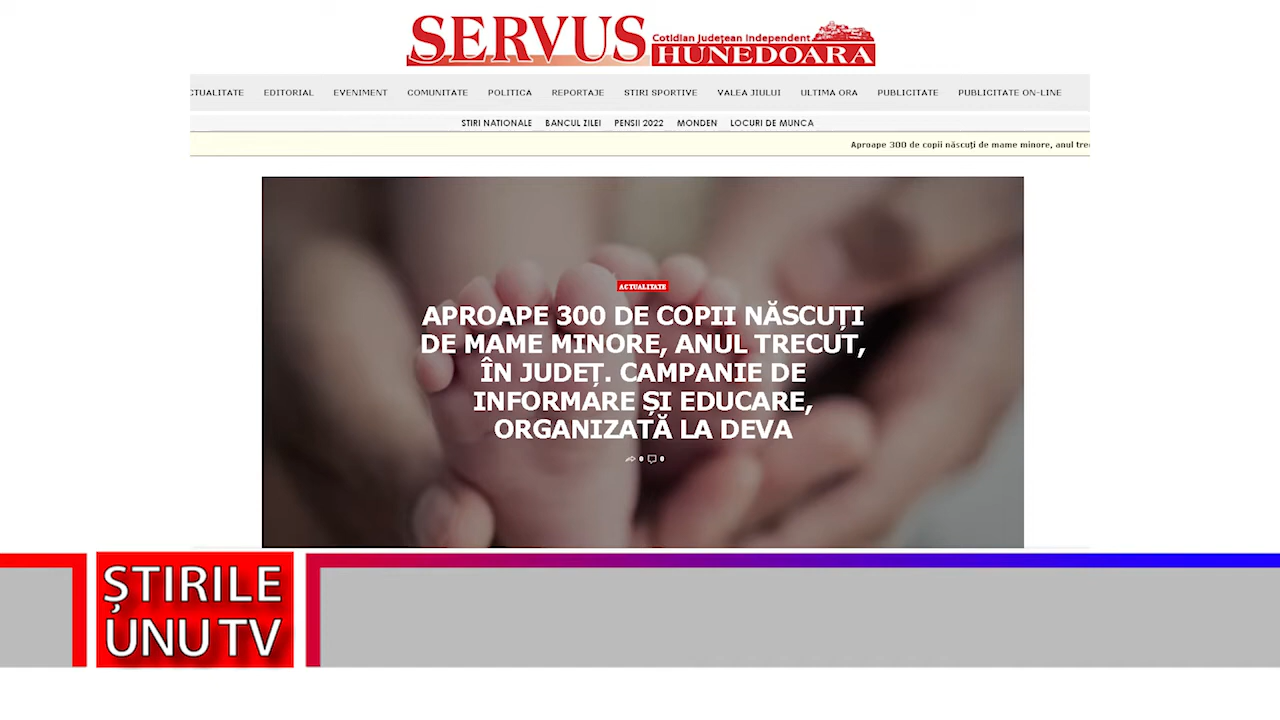 SERVUS Cotidian Județean Independent
HUNEDOARA
CTUALITATE EDITORIAL EVENIMENT COMUNITATE POLITICA REPORTAJE STIRI SPORTIVE VALEA JIULUI ULTIMA ORA PUBLICITATE PUBLICITATE ON-LINE
STIRI NATIONALE BANCUL ZILEI PENSII 2022 MONDEN LOCURI DE MUNCA
Aproape 300 de copii născuți de mame minore, anul trec
ACTUALITATE
APROAPE 300 DE COPII NĂSCUȚI
DE MAME MINORE, ANUL TRECUT,
ÎN JUDEȚ. CAMPANIE DE
INFORMARE ȘI EDUCARE,
ORGANIZATĂ LA DEVA
0 0
ȘTIRILE
UNU TV